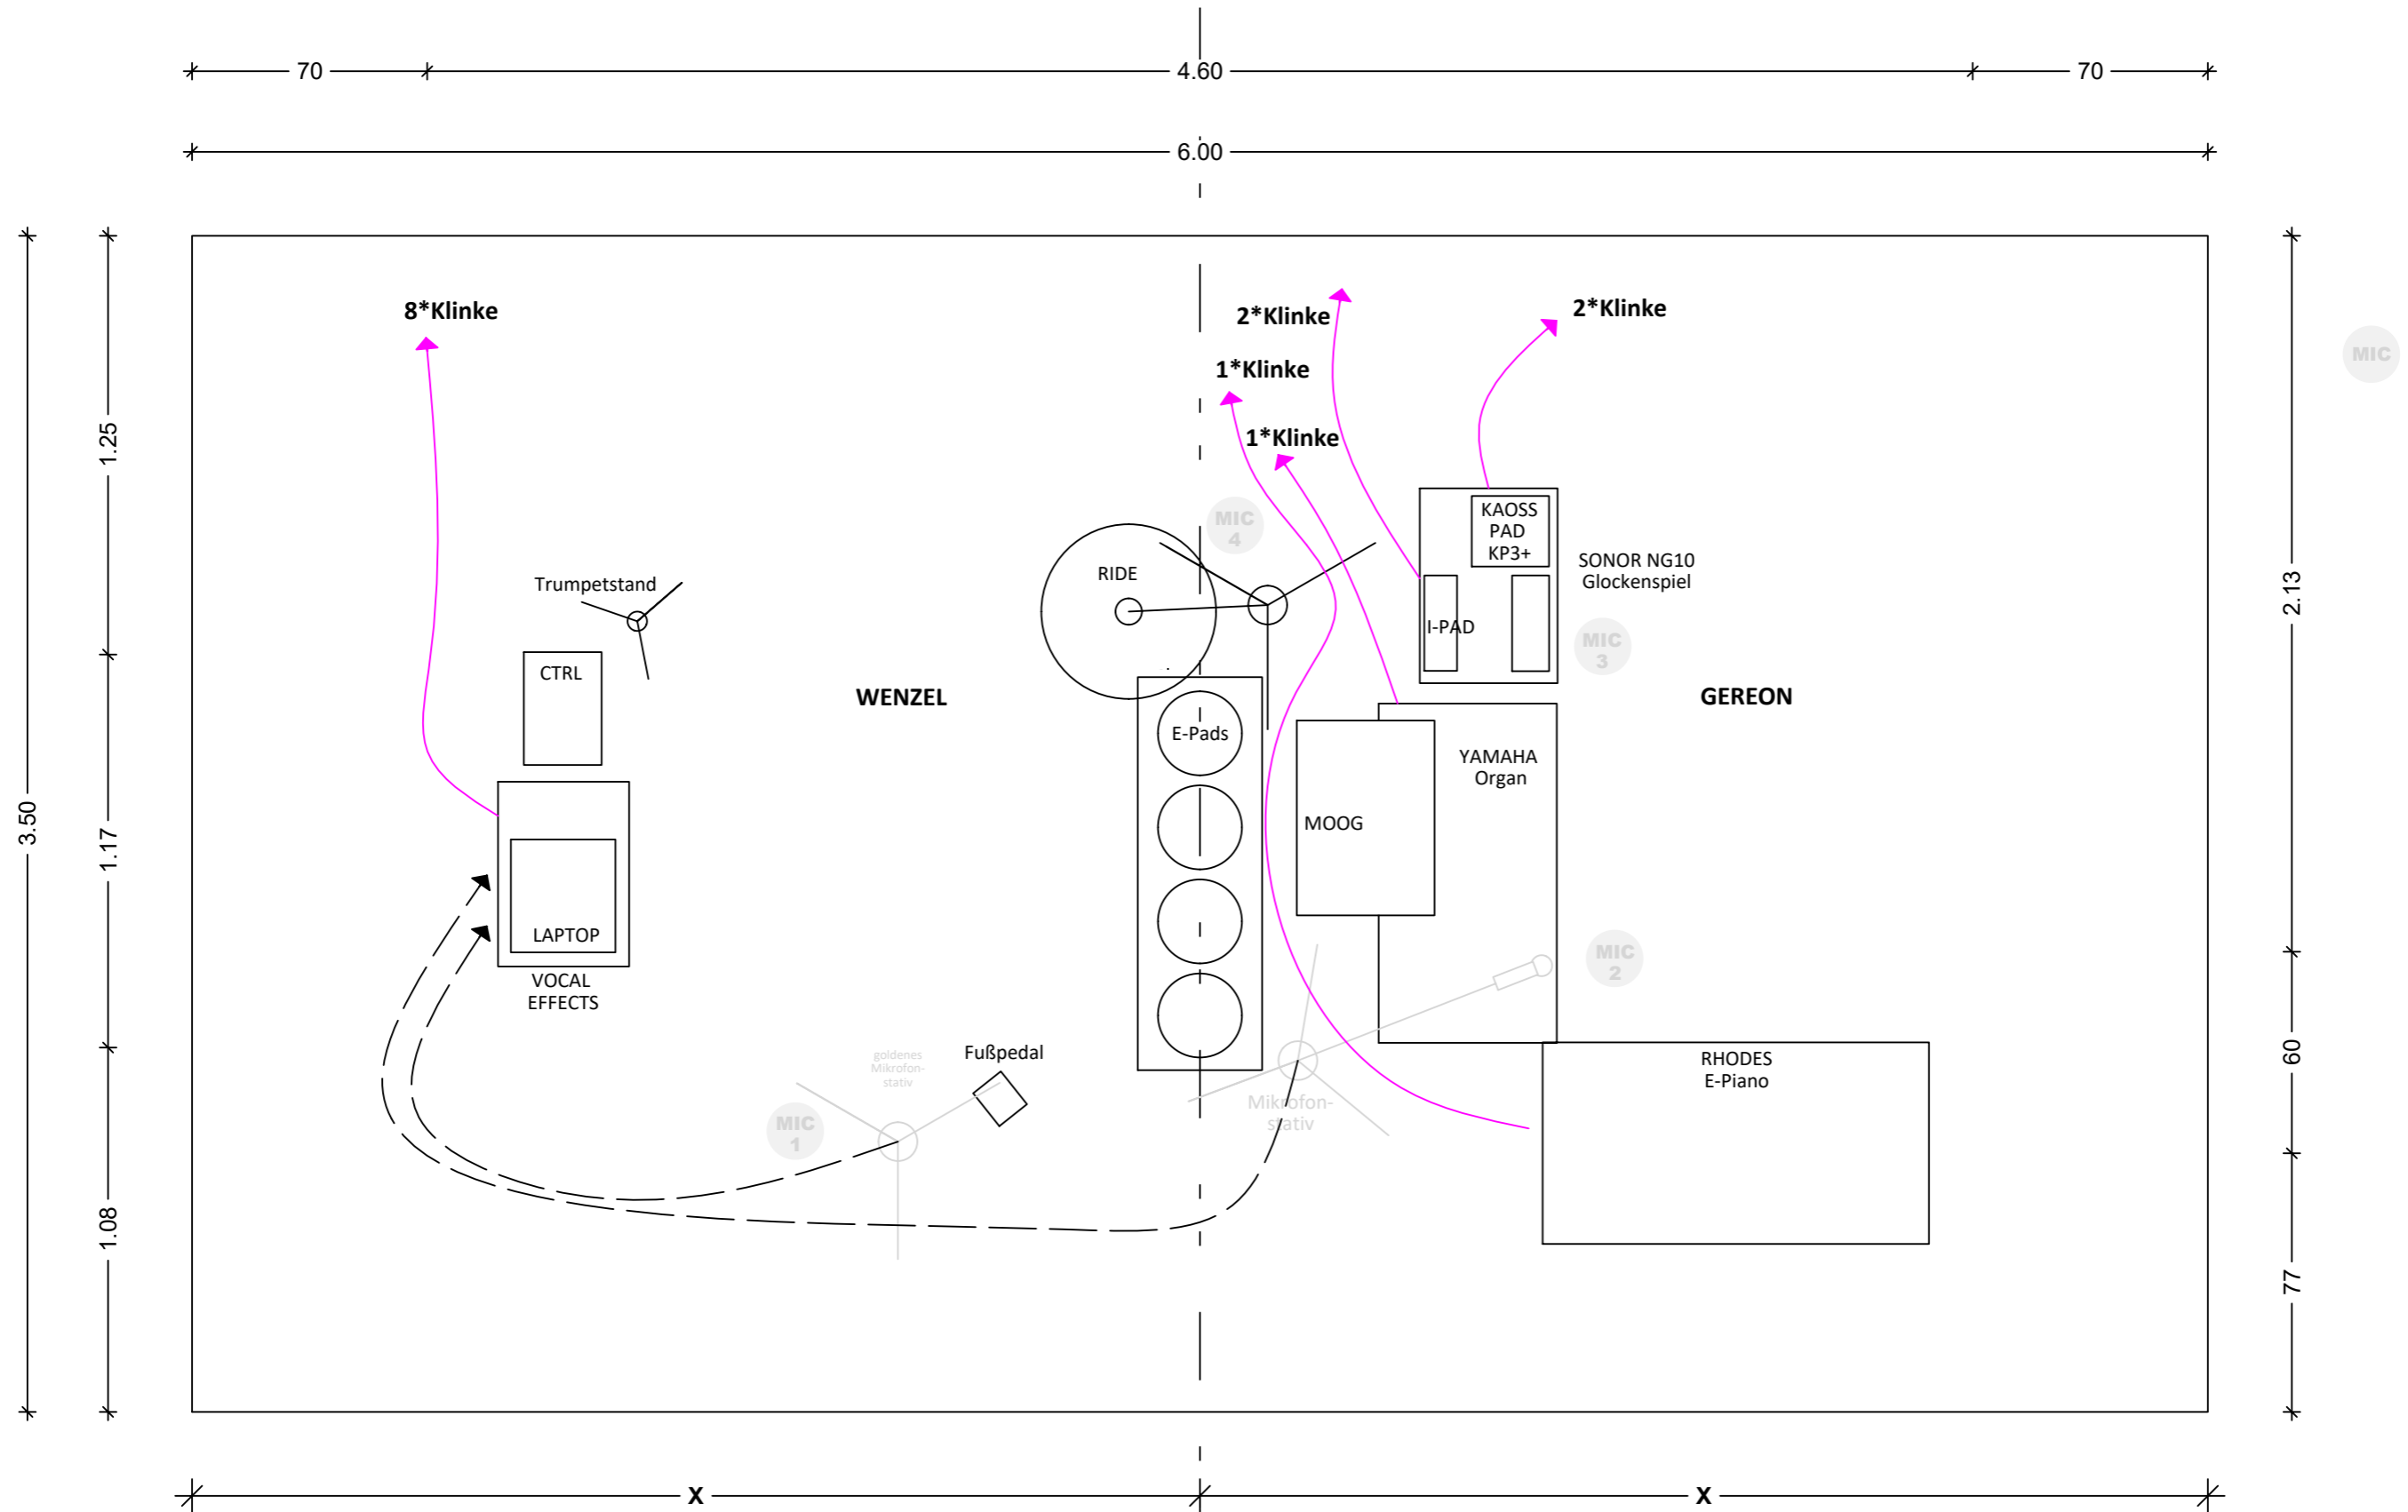 70
4.60
70
6.00
8*Klinke
2*Klinke
2*Klinke
1*Klinke
1*Klinke
MIC
1.25
3.50
1.17
1.08
2.13
60
77
MIC
4
KAOSS
PAD
KP3+
SONOR NG10
Glockenspiel
RIDE
Trumpetstand
I-PAD
MIC
3
CTRL
WENZEL
GEREON
E-Pads
YAMAHA
Organ
MOOG
LAPTOP
VOCAL
EFFECTS
MIC
2
goldenes
Mikrofon-
stativ
Fußpedal
RHODES
E-Piano
MIC
1
Mikrofon-
stativ
X
X